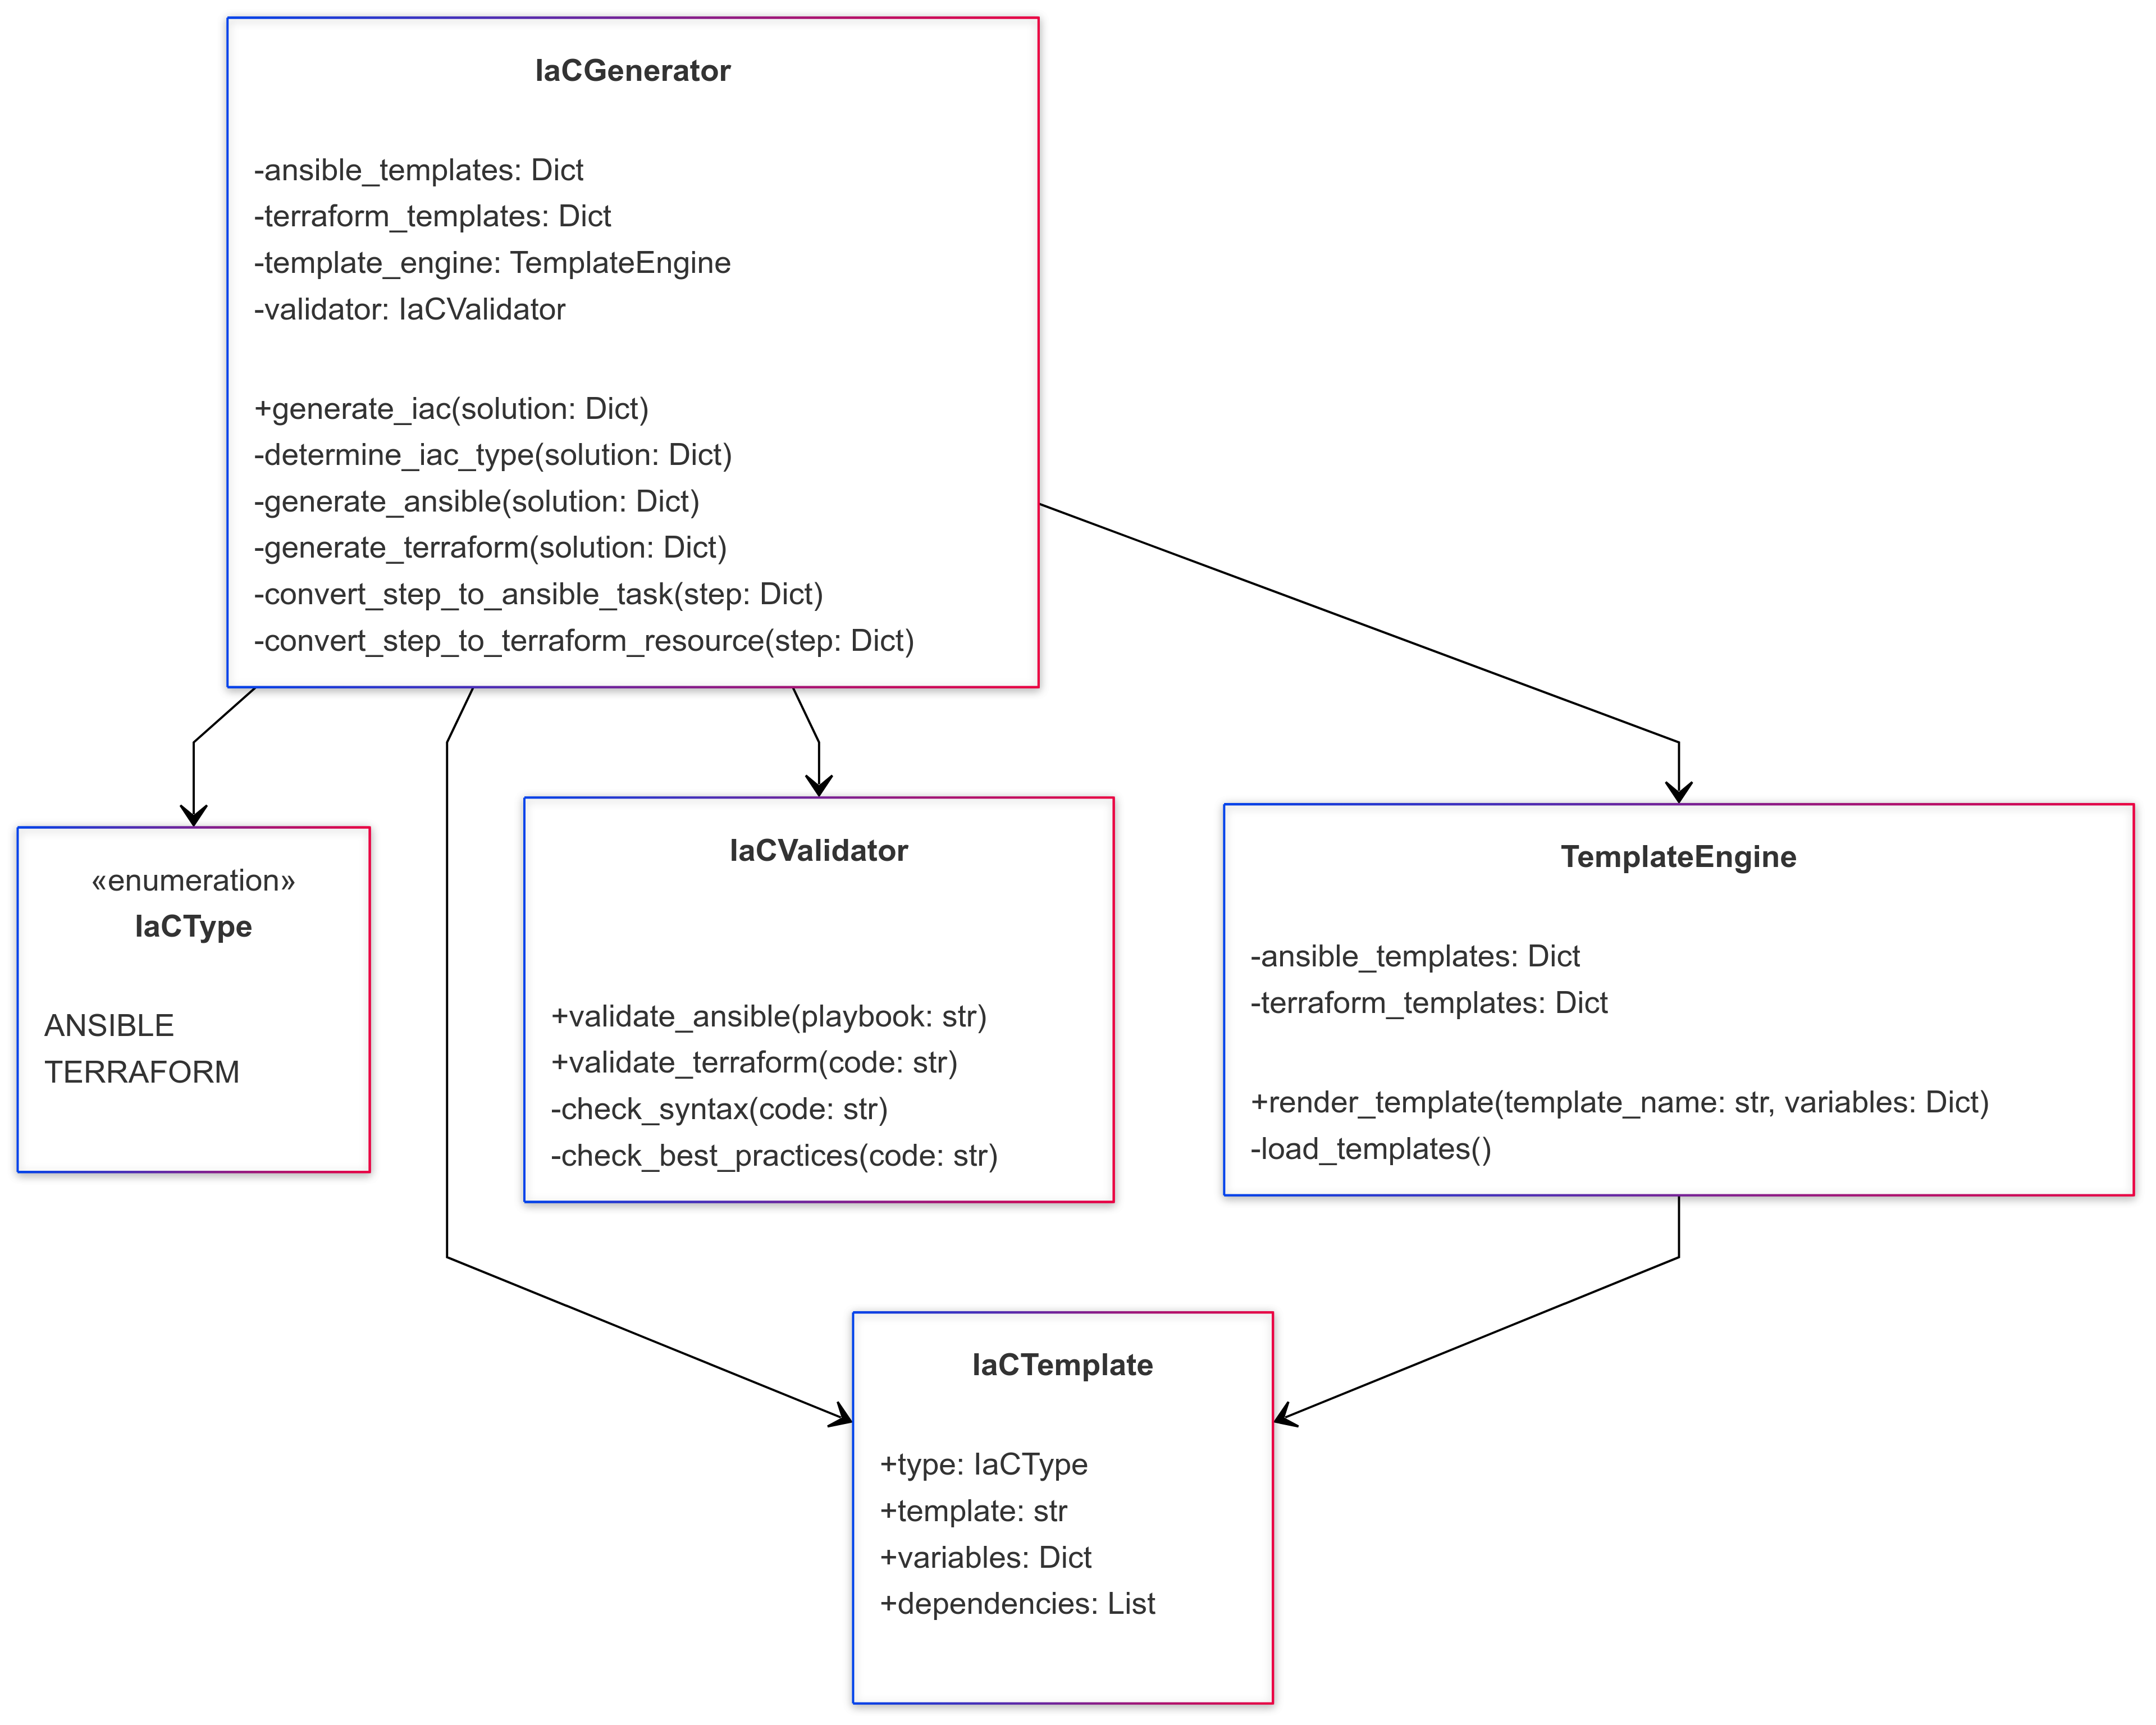 IaCGenerator
-ansible_templates: Dict
-terraform_templates: Dict
-template_engine: TemplateEngine
-validator: IaCValidator
+generate_iac(solution: Dict)
-determine_iac_type(solution: Dict)
-generate_ansible(solution: Dict)
-generate_terraform(solution: Dict)
-convert_step_to_ansible_task(step: Dict)
-convert_step_to_terraform_resource(step: Dict)
«enumeration»
IaCType
ANSIBLE
TERRAFORM
IaCValidator
+validate_ansible(playbook: str)
+validate_terraform(code: str)
-check_syntax(code: str)
-check_best_practices(code: str)
TemplateEngine
-ansible_templates: Dict
-terraform_templates: Dict
+render_template(template_name: str, variables: Dict)
-load_templates()
IaCTemplate
+type: IaCType
+template: str
+variables: Dict
+dependencies: List